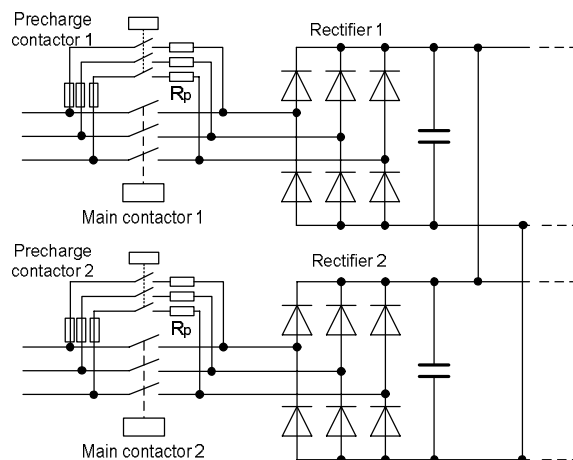 Precharge
contactor 1
Rectifier 1
Rp
Main contactor 1
Precharge
contactor 2
Rectifier 2
Rp
Main contactor 2